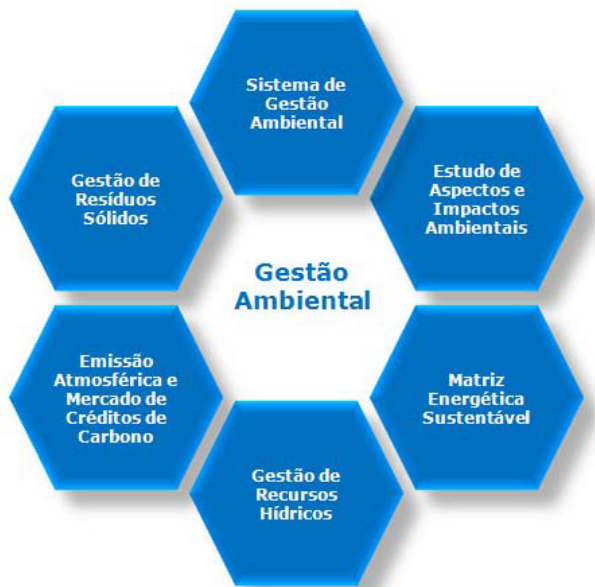 Sistema de
Gestão
Ambiental
Estudo de
Aspectos e
Impactos
Ambientais
Gestão de
Resíduos
Sólidos
Gestão
Ambiental
Emissão
Atmosférica e
Mercado de
Créditos de
Carbono
Matriz
Energética
Sustentável
Gestão de
Recursos
Hídricos